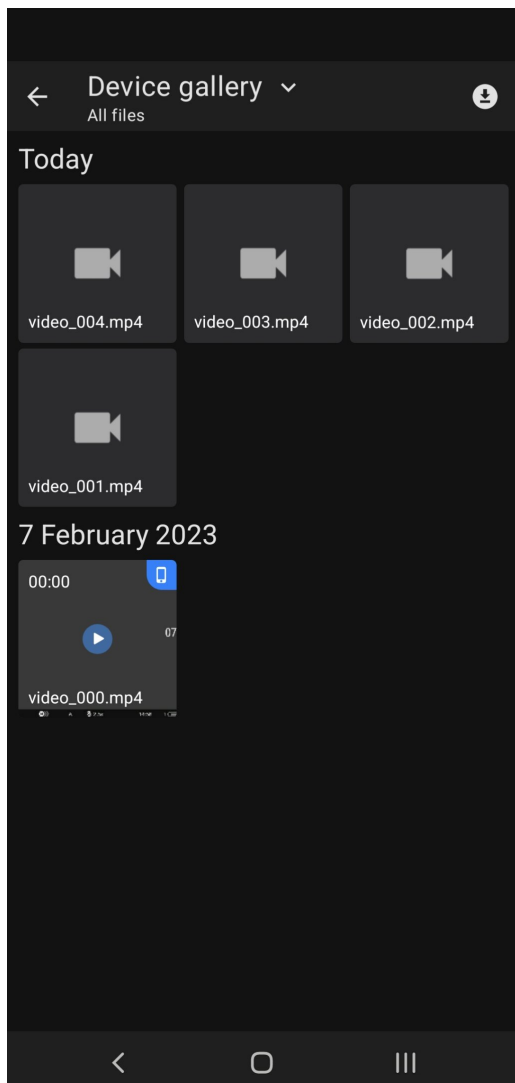 Device gallery
All files
Today
video_004.mp4
video_003.mp4
video_002.mp4
video_001.mp4
7 February 2023
00:00
07
video_000.mp4